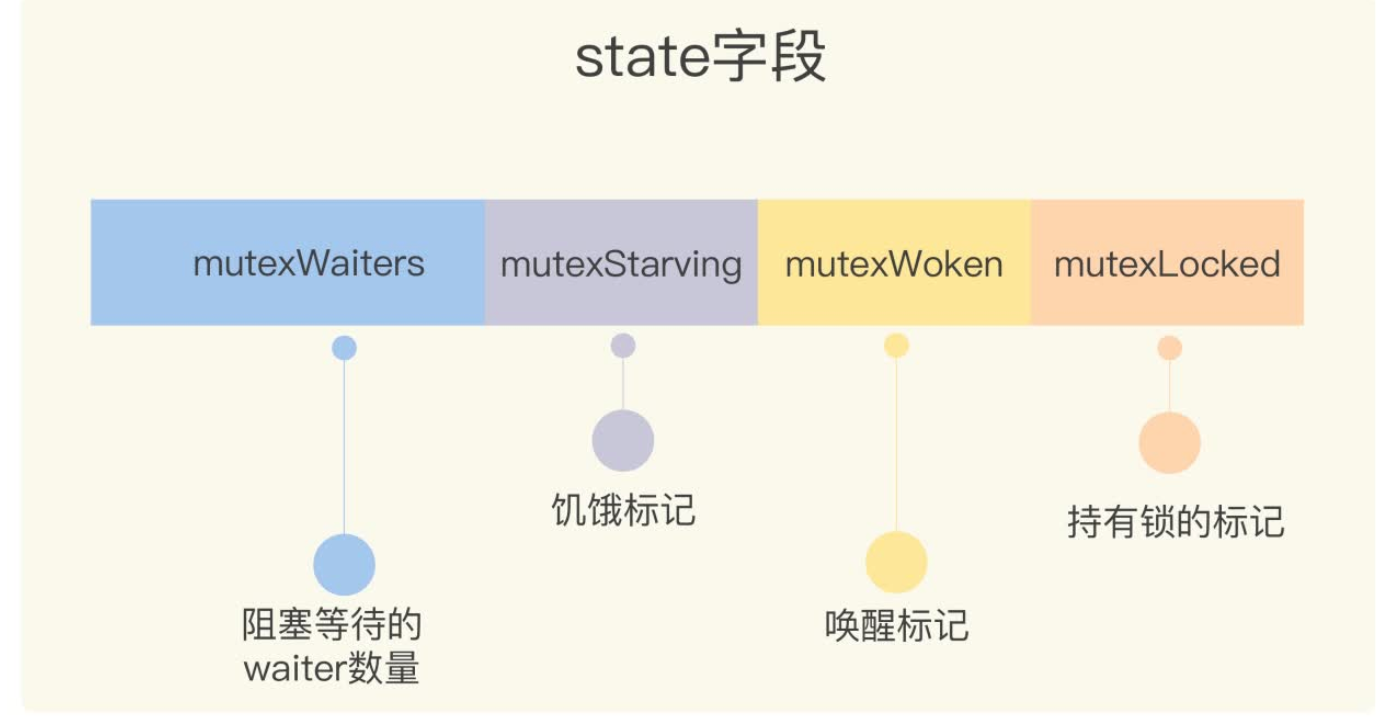 state字段
mutexWaiters
mutexStarving
mutexWoken
mutexLocked
饥饿标记
持有锁的标记
阻塞等待的
waiter数量
唤醒标记